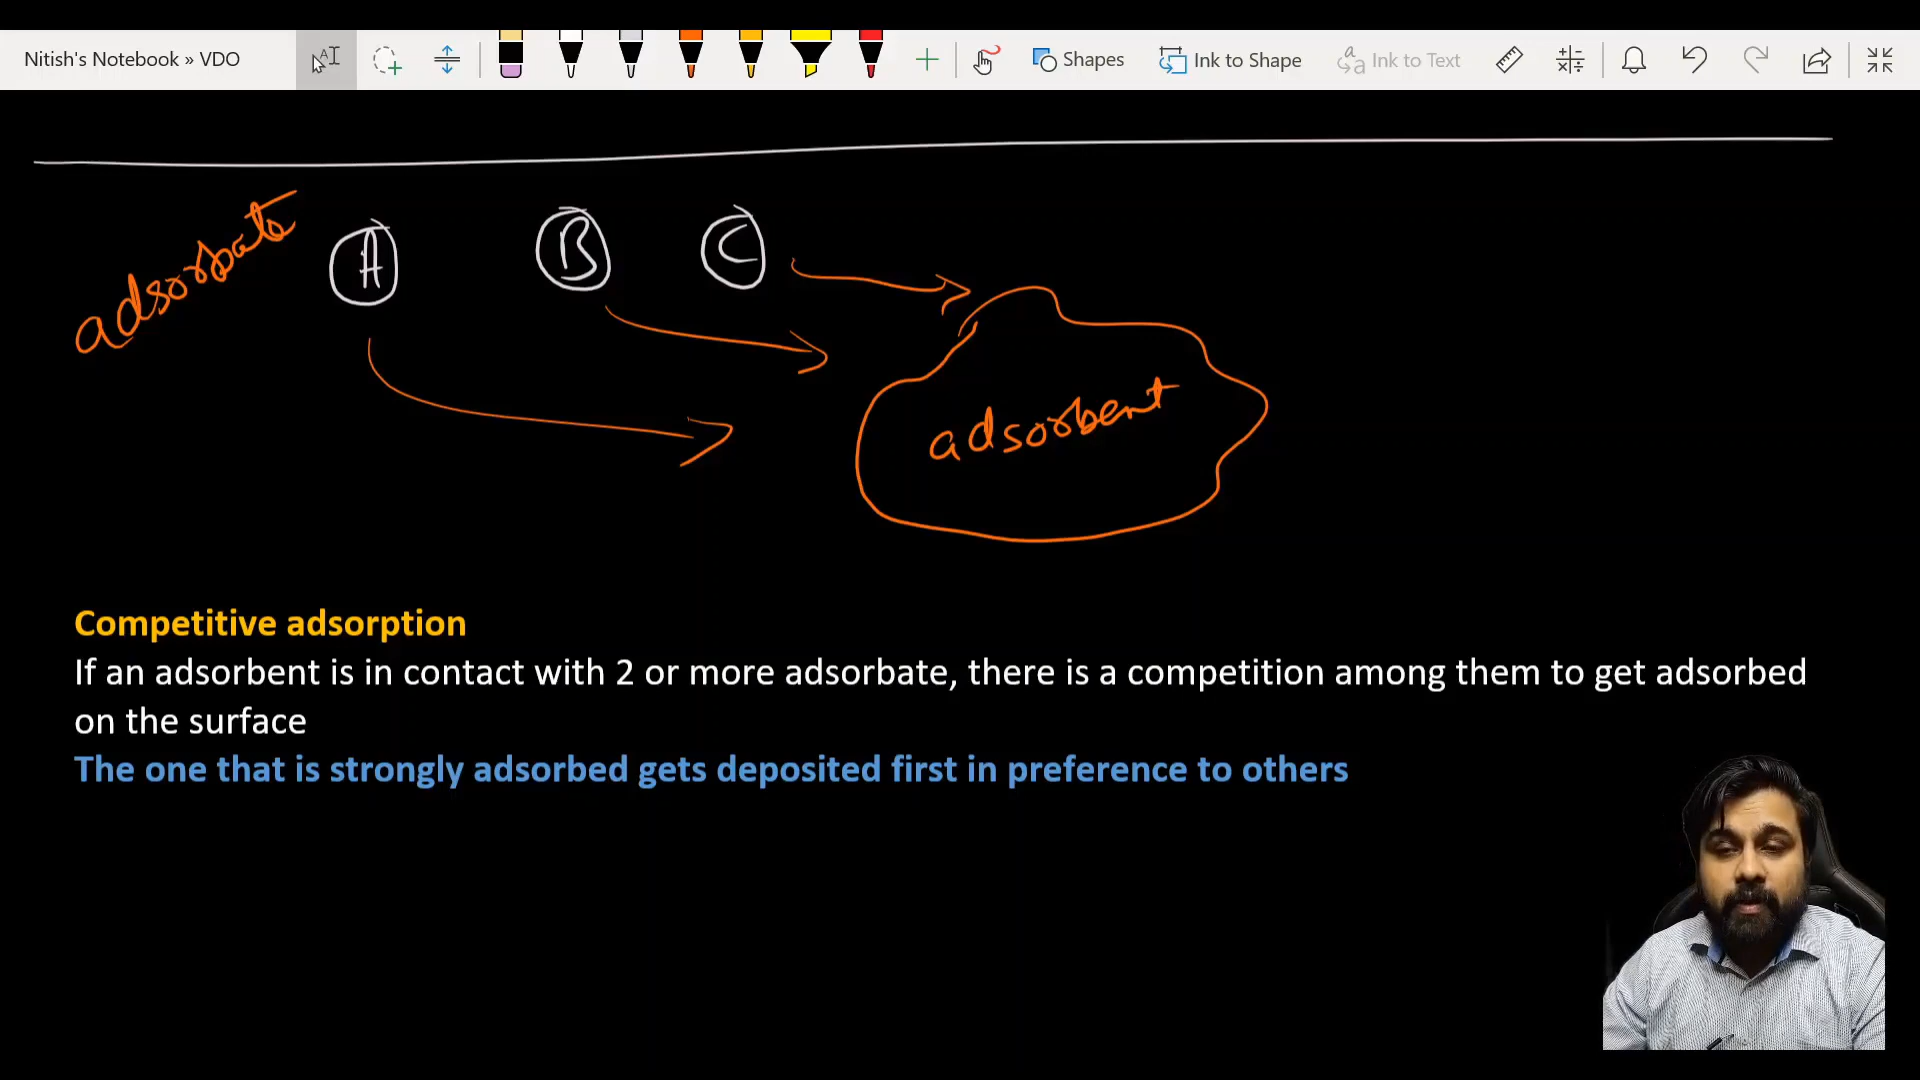 Nitish's Notebook » VDO
Shapes
Ink to Shape
Ink to Text
adsorbate
A
B
C
adsorbent
Competitive adsorption
If an adsorbent is in contact with 2 or more adsorbate, there is a competition among them to get adsorbed
on the surface
The one that is strongly adsorbed gets deposited first in preference to others